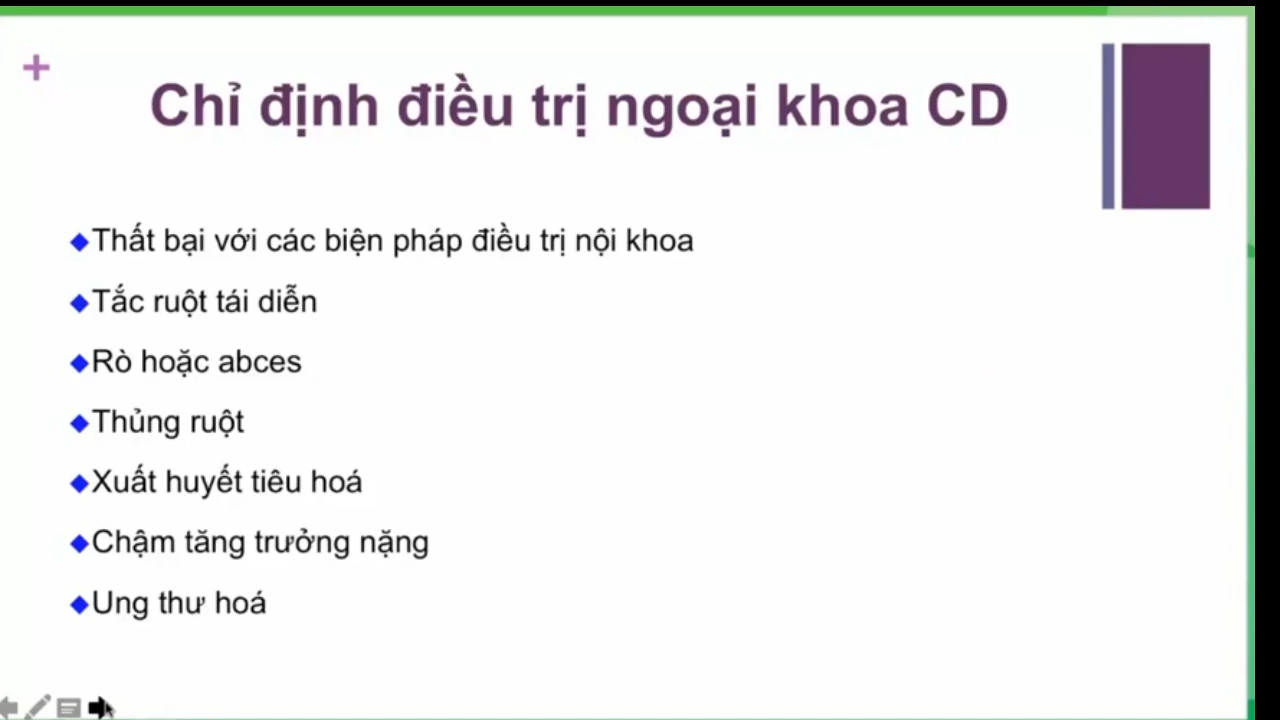 Chỉ định điều trị ngoại khoa CD
Thất bại với các biện pháp điều trị nội khoa
Tắc ruột tái diễn
Rò hoặc abces
Thủng ruột
Xuất huyết tiêu hoá
Chậm tăng trưởng nặng
Ung thư hoá